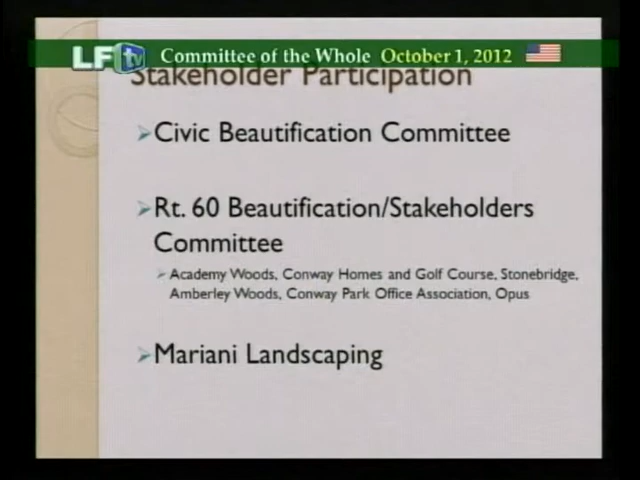 LF tv Committee of the Whole October 1, 2012
Stakeholder Participation
Civic Beautification Committee
Rt. 60 Beautification/Stakeholders
Committee
Academy Woods, Conway Homes and Golf Course, Stonebridge,
Amberley Woods, Conway Park Office Association, Opus
Mariani Landscaping